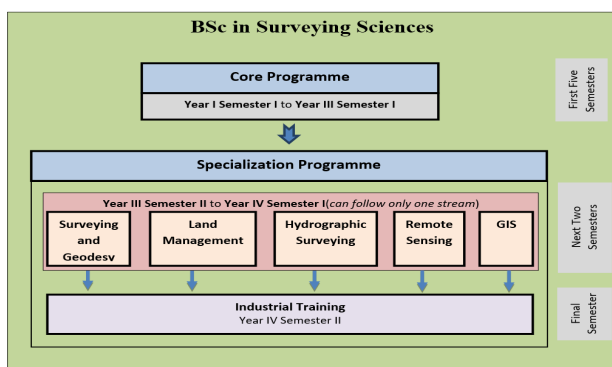 BSc in Surveying Sciences
Core Programme
Year I Semester I to Year III Semester I
First Five
Semesters
Specialization Programme
Year III Semester II to Year IV Semester I(can follow only one stream)
Surveying
and
Geodesv
Land
Management
Hydrographic
Surveying
Remote
Sensing
GIS
Next Two
Semesters
Industrial Training
Year IV Semester II
Final
Semester